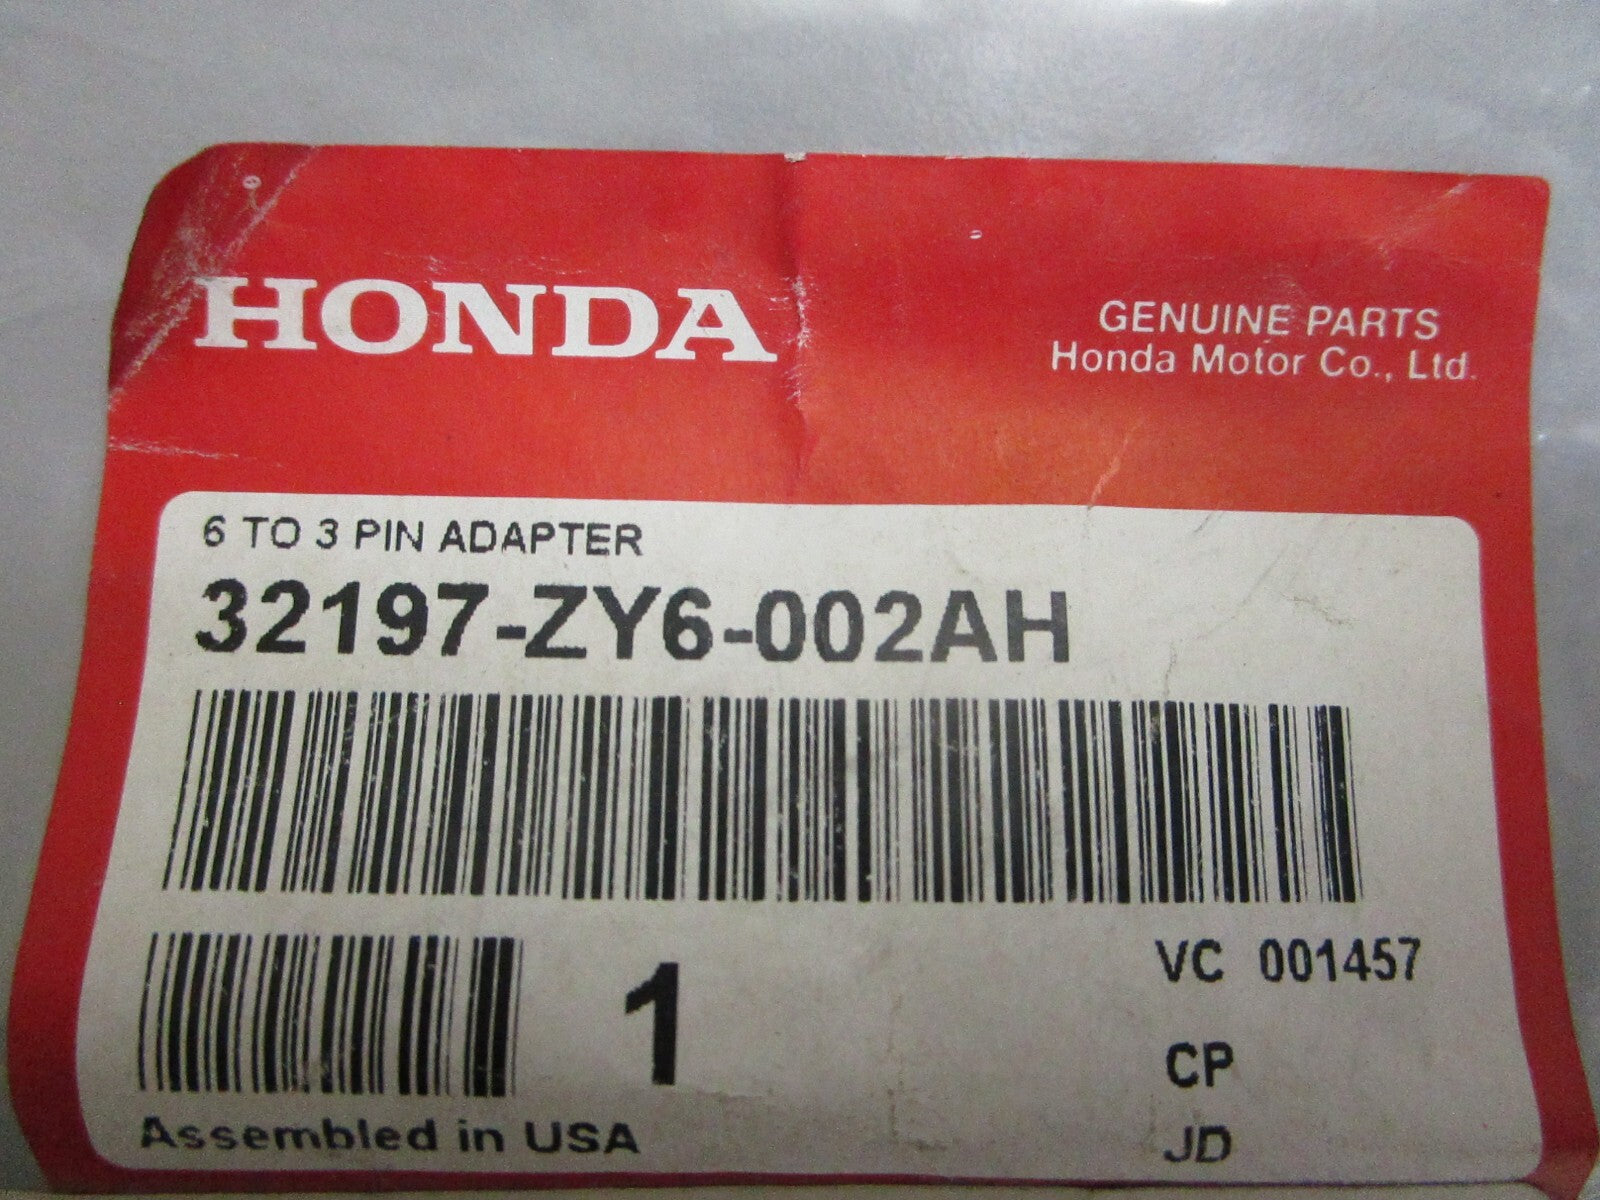 HONDA
GENUINE PARTS
Honda Motor Co., Ltd.
6 TO 3 PIN ADAPTER
32197-ZY6-002AH
1
VC 001457
CP
JD
Assembled in USA